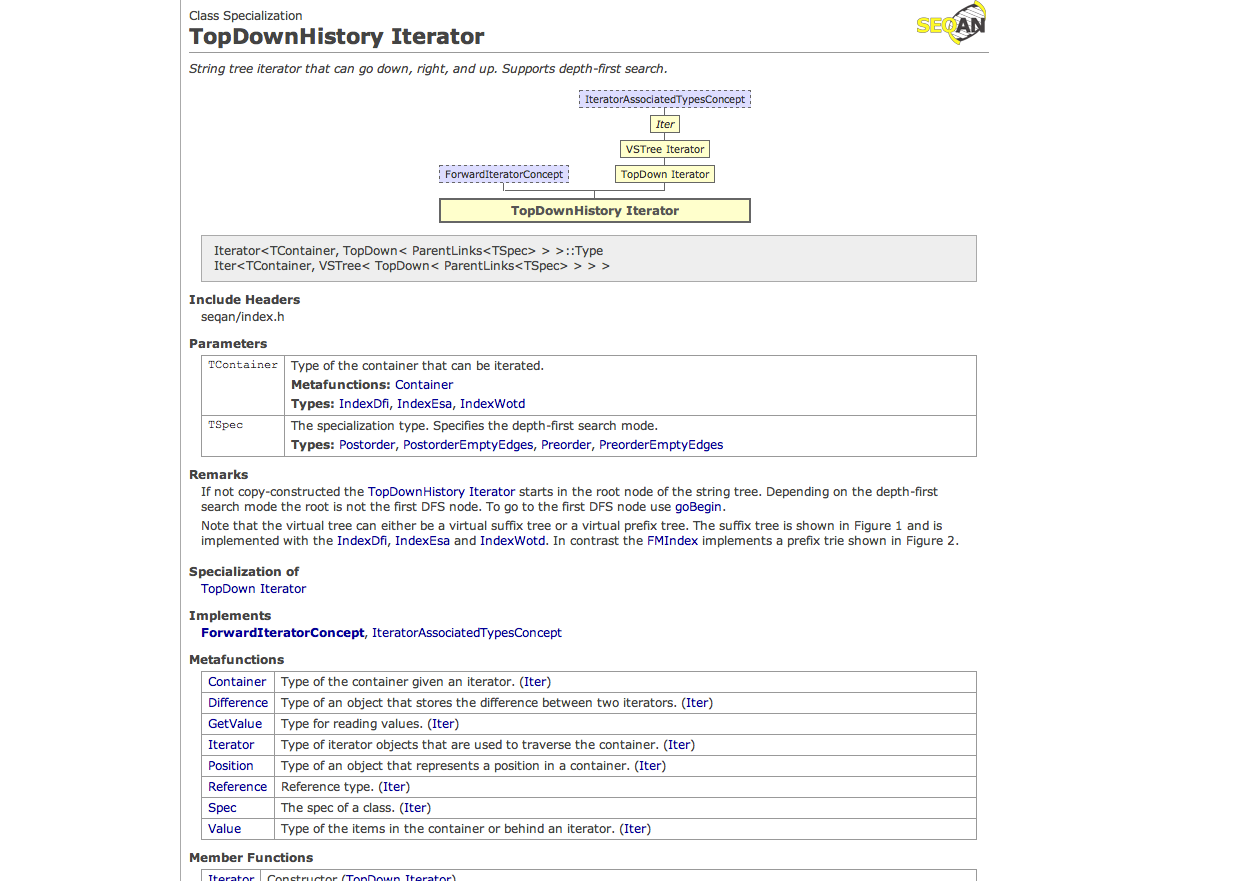 Class Specialization
SEQAN
TopDownHistory Iterator
String tree iterator that can go down, right, and up. Supports depth-first search.
IteratorAssociatedTypesConcept
Iter
VSTree Iterator
ForwardIteratorConcept
TopDown Iterator
TopDownHistory Iterator
Iterator<TContainer, TopDown< ParentLinks<TSpec> > >::Type
Iter<TContainer, VSTree< TopDown< ParentLinks<TSpec> > > >
Include Headers
seqan/index.h
Parameters
TContainer Type of the container that can be iterated.
Metafunctions: Container
Types: IndexDfi, IndexEsa, IndexWotd
TSpec The specialization type. Specifies the depth-first search mode.
Types: Postorder, PostorderEmptyEdges, Preorder, PreorderEmptyEdges
Remarks
If not copy-constructed the TopDownHistory Iterator starts in the root node of the string tree. Depending on the depth-first
search mode the root is not the first DFS node. To go to the first DFS node use goBegin.
Note that the virtual tree can either be a virtual suffix tree or a virtual prefix tree. The suffix tree is shown in Figure 1 and is
implemented with the IndexDfi, IndexEsa and IndexWotd. In contrast the FMIndex implements a prefix trie shown in Figure 2.
Specialization of
TopDown Iterator
Implements
ForwardIteratorConcept, IteratorAssociatedTypesConcept
Metafunctions
Container Type of the container given an iterator. (Iter)
Difference Type of an object that stores the difference between two iterators. (Iter)
GetValue Type for reading values. (Iter)
Iterator Type of iterator objects that are used to traverse the container. (Iter)
Position Type of an object that represents a position in a container. (Iter)
Reference Reference type. (Iter)
Spec The spec of a class. (Iter)
Value Type of the items in the container or behind an iterator. (Iter)
Member Functions
Iterator Constructor (TopDown Iterator)